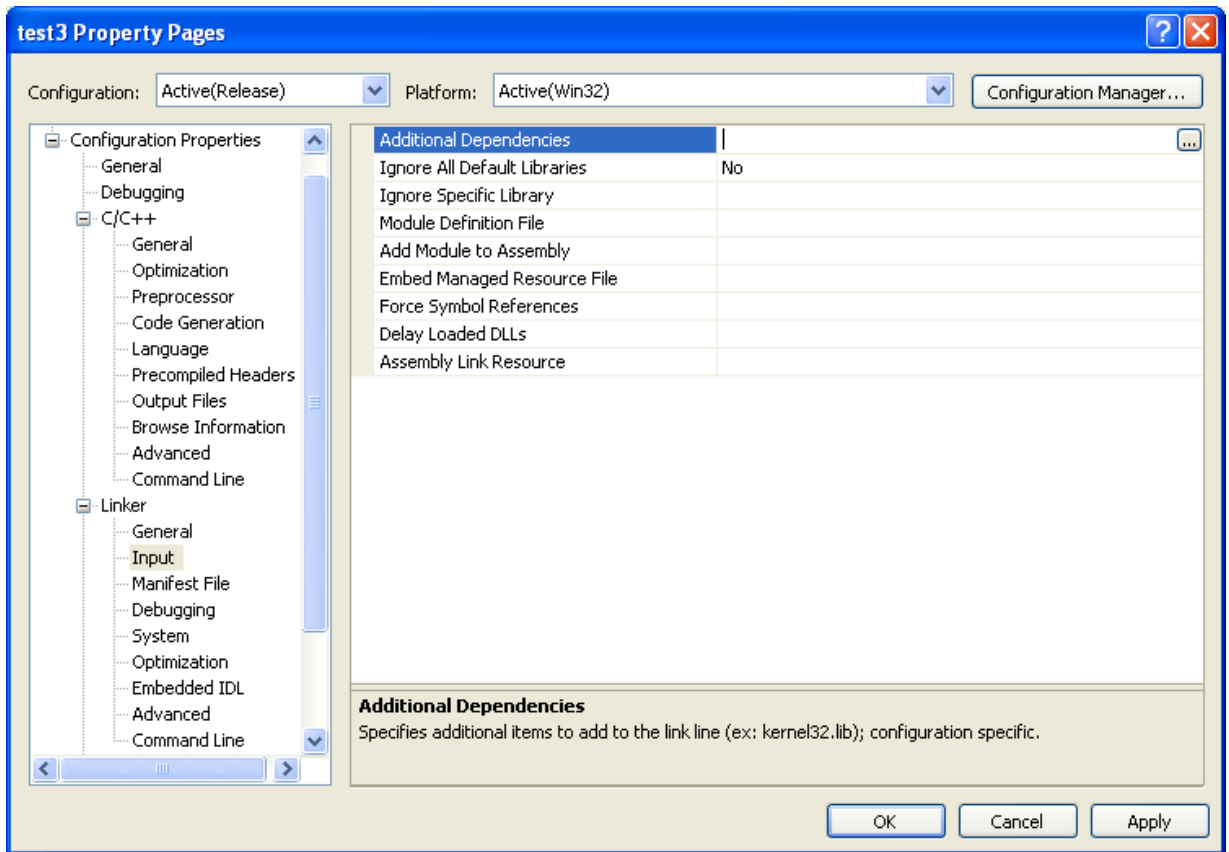 test3 Property Pages
Configuration: Active(Release) Platform: Active(Win32) Configuration Manager...
Configuration Properties
General
Debugging
C/C++
General
Optimization
Preprocessor
Code Generation
Language
Precompiled Headers
Output Files
Browse Information
Advanced
Command Line
Linker
General
Input
Manifest File
Debugging
System
Optimization
Embedded IDL
Advanced
Command Line
Additional Dependencies ...
Ignore All Default Libraries No
Ignore Specific Library
Module Definition File
Add Module to Assembly
Embed Managed Resource File
Force Symbol References
Delay Loaded DLLs
Assembly Link Resource
Additional Dependencies
Specifies additional items to add to the link line (ex: kernel32.lib); configuration specific.
OK Cancel Apply